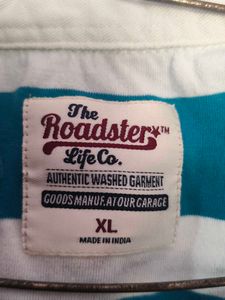 The
Roadster™
Life Co.
AUTHENTIC WASHED GARMENT
GOODS MANUF. AT OUR GARAGE
XL
MADE IN INDIA